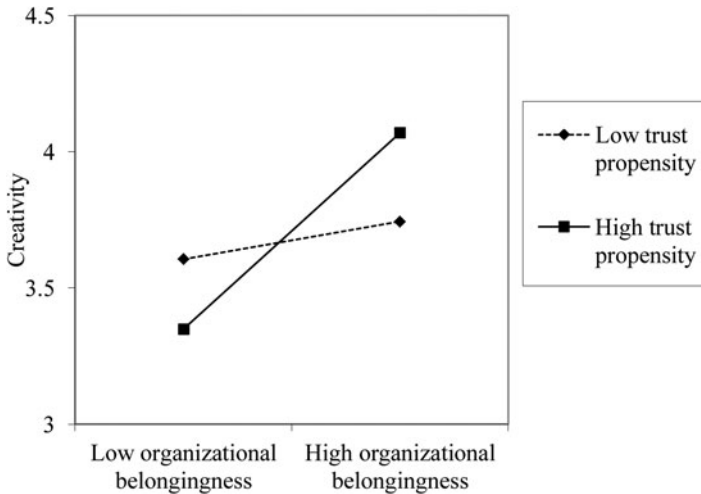 4.5
4
3.5
3
Creativity
Low organizational
belongingness
High organizational
belongingness
Low trust
propensity
High trust
propensity